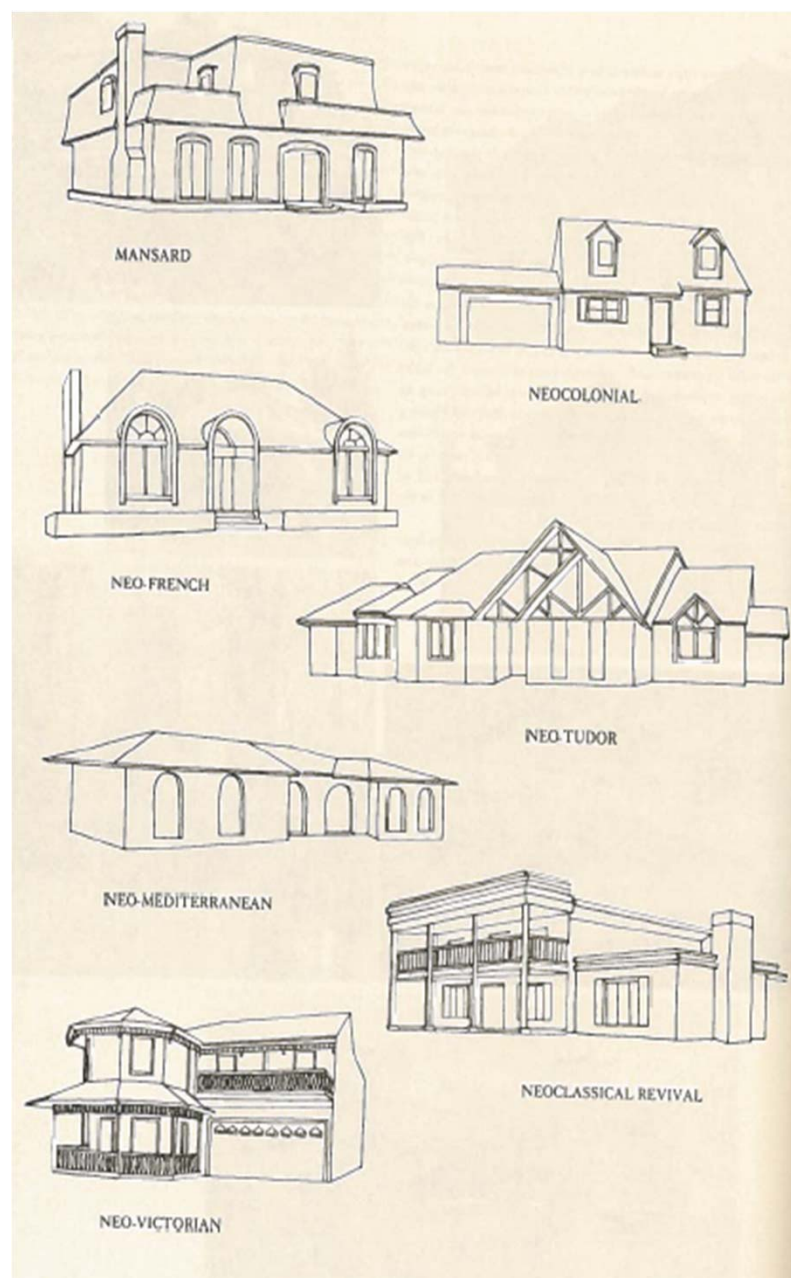 MANSARD
NEOCOLONIAL
NEO-FRENCH
NEO-TUDOR
NEO-MEDITERRANEAN
NEOCLASSICAL REVIVAL
NEO-VICTORIAN